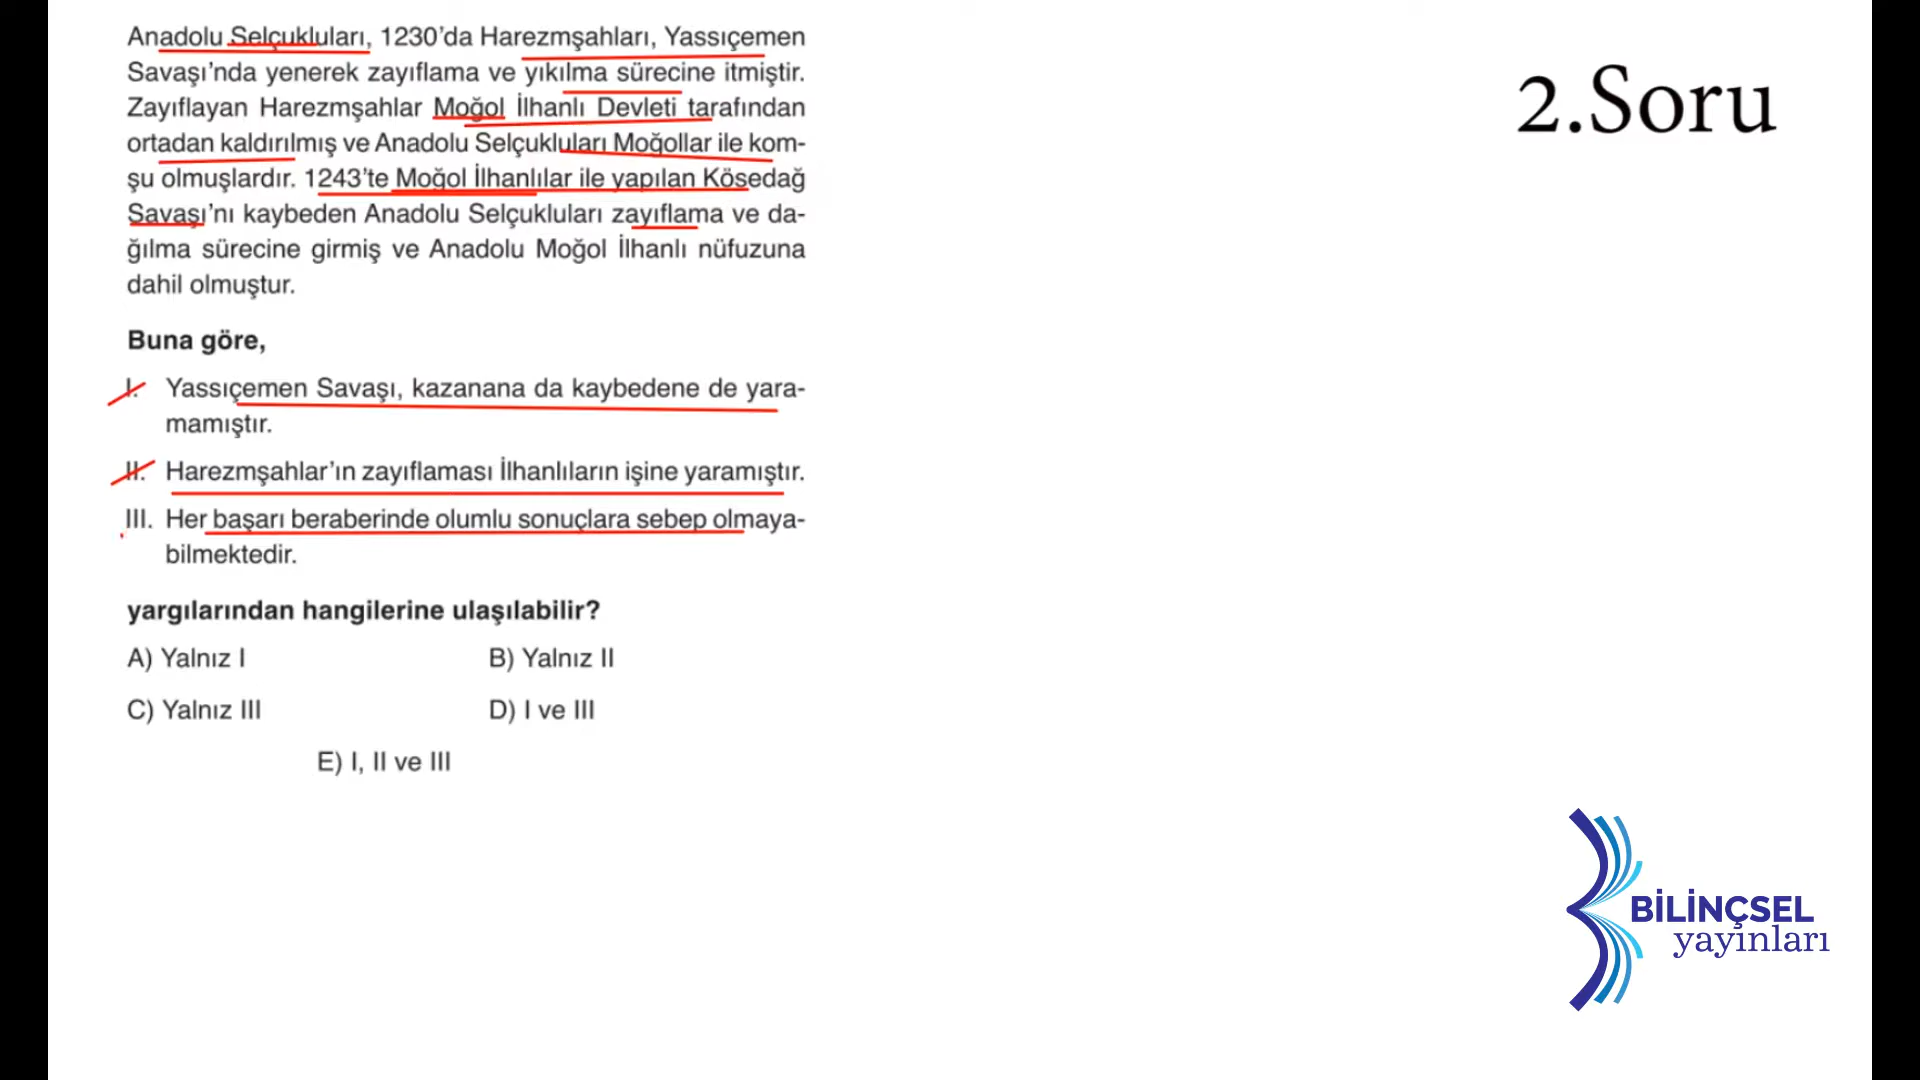 Anadolu Selçukluları, 1230’da Harezmşahları, Yassıçemen
Savaşı’nda yenerek zayıflama ve yıkılma sürecine itmiştir.
Zayıflayan Harezmşahlar Moğol İlhanlı Devleti tarafından
ortadan kaldırılmış ve Anadolu Selçukluları Moğollar ile kom-
şu olmuşlardır. 1243’te Moğol İlhanlılar ile yapılan Kösedağ
Savaşı’nı kaybeden Anadolu Selçukluları zayıflama ve da-
ğılma sürecine girmiş ve Anadolu Moğol İlhanlı nüfuzuna
dahil olmuştur.
Buna göre,
I. Yassıçemen Savaşı, kazanana da kaybedene de yara-
mamıştır.
II. Harezmşahlar’ın zayıflaması İlhanlıların işine yaramıştır.
III. Her başarı beraberinde olumlu sonuçlara sebep olmaya-
bilmektedir.
yargılarından hangilerine ulaşılabilir?
A) Yalnız I B) Yalnız II
C) Yalnız III D) I ve III
E) I, II ve III
2.Soru
BİLİNÇSEL
yayınları